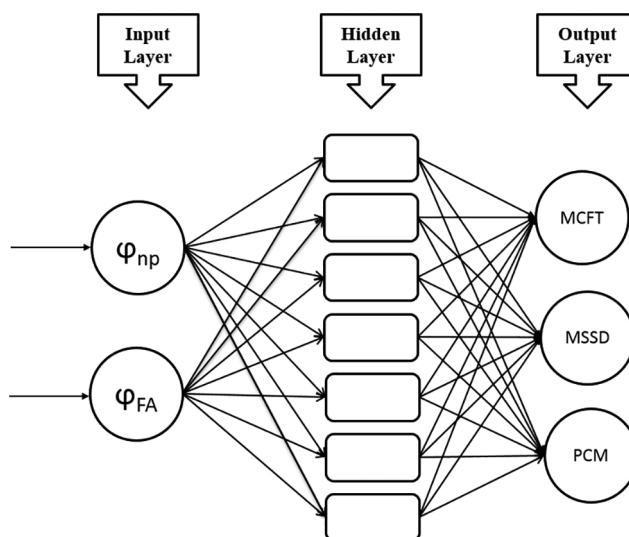 Input
Layer
Hidden
Layer
Output
Layer
φnp
φFA
MCFT
MSSD
PCM